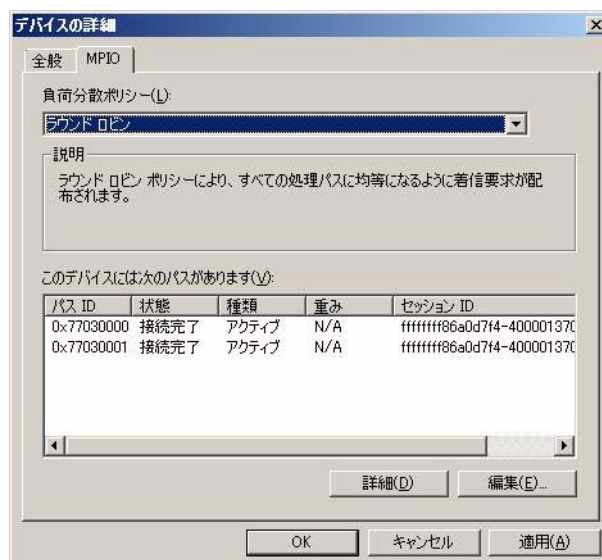 デバイスの詳細
全般 MPIO
負荷分散ポリシー(L):
ラウンド ロビン
説明
ラウンド ロビン ポリシーにより、すべての処理パスに均等になるように着信要求が配
布されます。
このデバイスには次のパスがあります(V):
パス ID 状態 種類 重み セッション ID
0x77030000 接続完了 アクティブ N/A ffffffff86a0d7f4-400001370
0x77030001 接続完了 アクティブ N/A ffffffff86a0d7f4-400001370
詳細(D) 編集(E)...
OK キャンセル 適用(A)